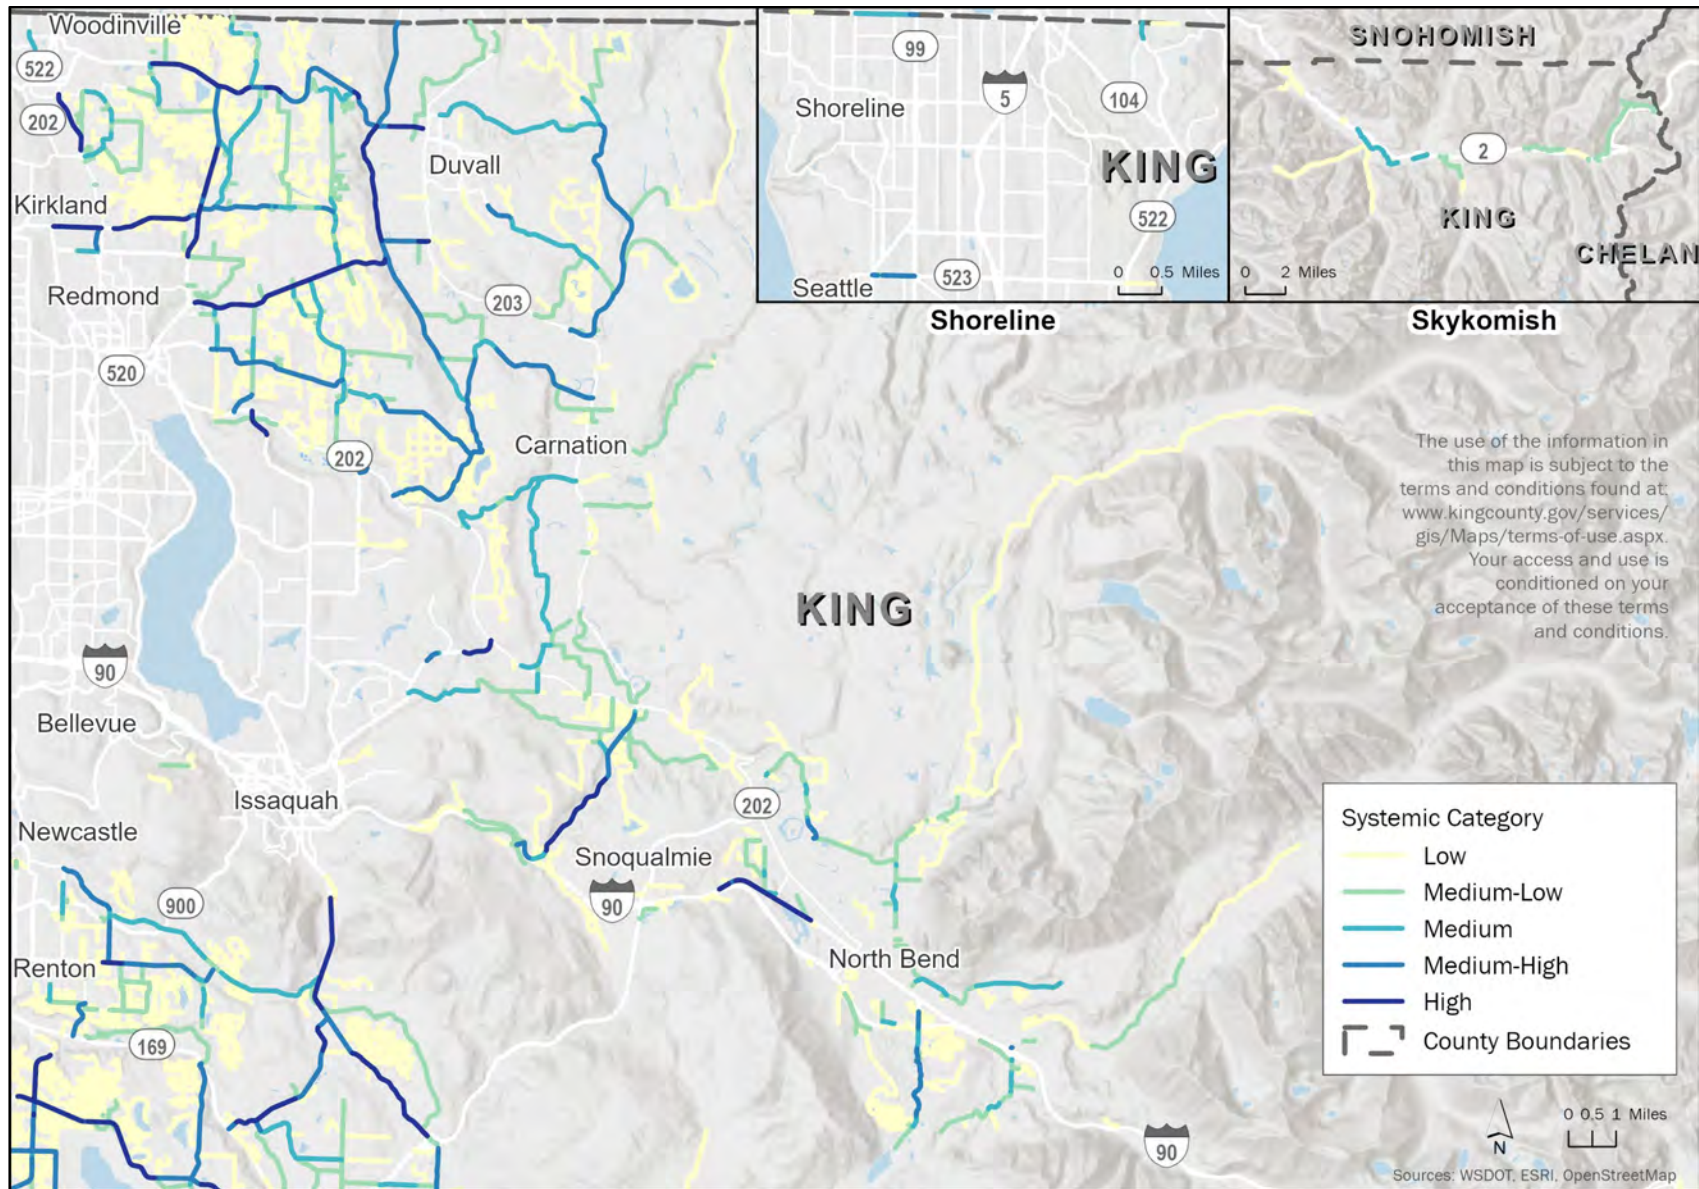 Woodinville
522
202
Kirkland
Redmond
520
Duvall
203
Carnation
202
90
Bellevue
Issaquah
Newcastle
900
Renton
169
KING
202
Snoqualmie
90
North Bend
90
99
5
104
Shoreline
KING
522
523
Seattle
0 0.5 Miles
Shoreline
SNOHOMISH
2
KING
CHELAN
0 2 Miles
Skykomish
The use of the information in
this map is subject to the
terms and conditions found at:
www.kingcounty.gov/services/
gis/Maps/terms-of-use.aspx.
Your access and use is
conditioned on your
acceptance of these terms
and conditions.
Systemic Category
Low
Medium-Low
Medium
Medium-High
High
County Boundaries
N
0 0.5 1 Miles
Sources: WSDOT, ESRI, OpenStreetMap